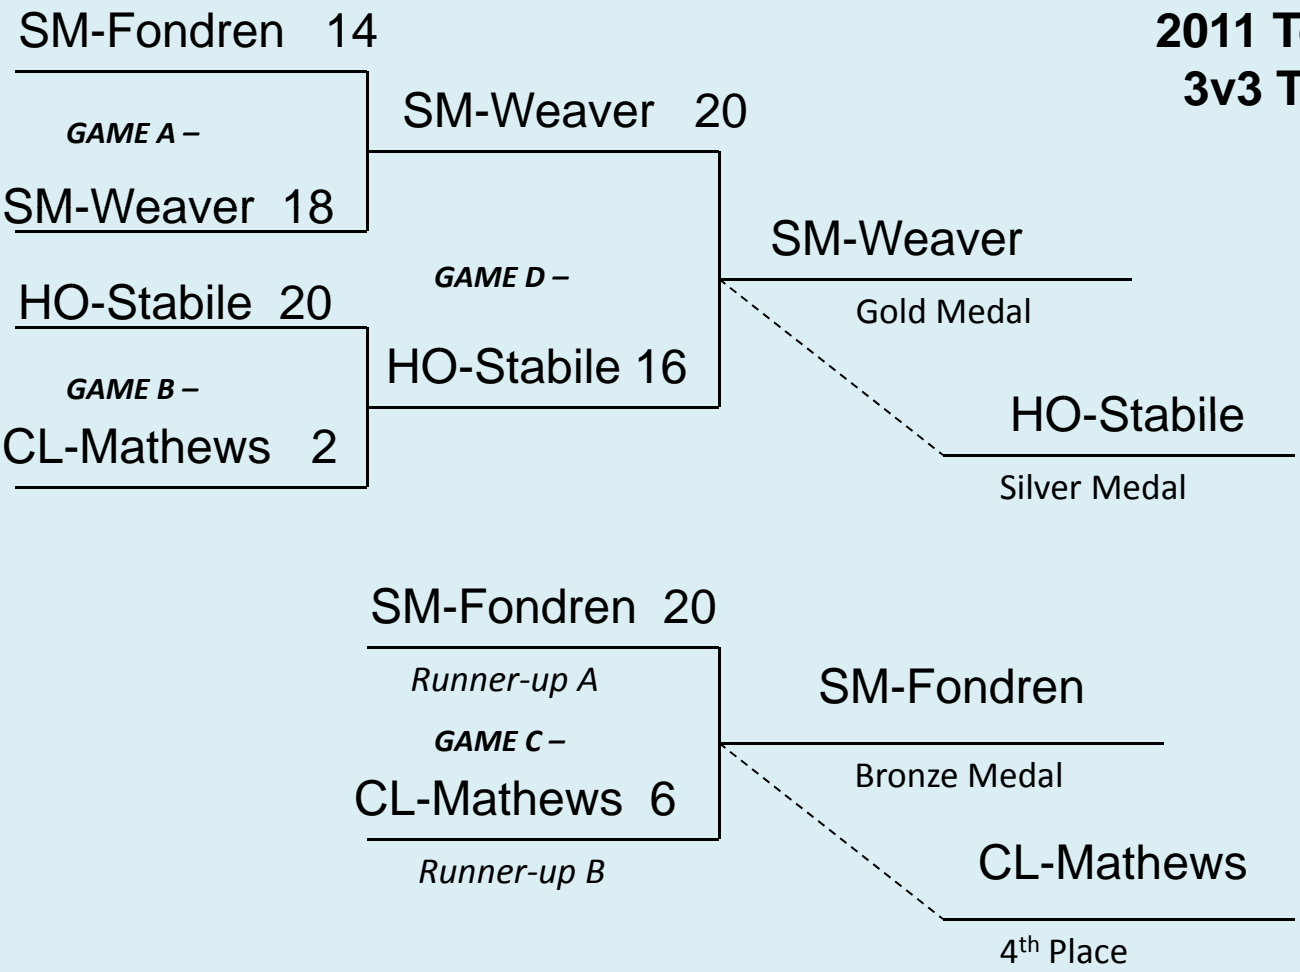 SM-Fondren 14
2011
3v3
GAME A –
SM-Weaver 20
SM-Weaver 18
SM-Weaver
Gold Medal
HO-Stabile 20
GAME D –
GAME B –
HO-Stabile 16
CL-Mathews 2
HO-Stabile
Silver Medal
SM-Fondren 20
Runner-up A
GAME C –
CL-Mathews 6
Runner-up B
SM-Fondren
Bronze Medal
CL-Mathews
4th Place